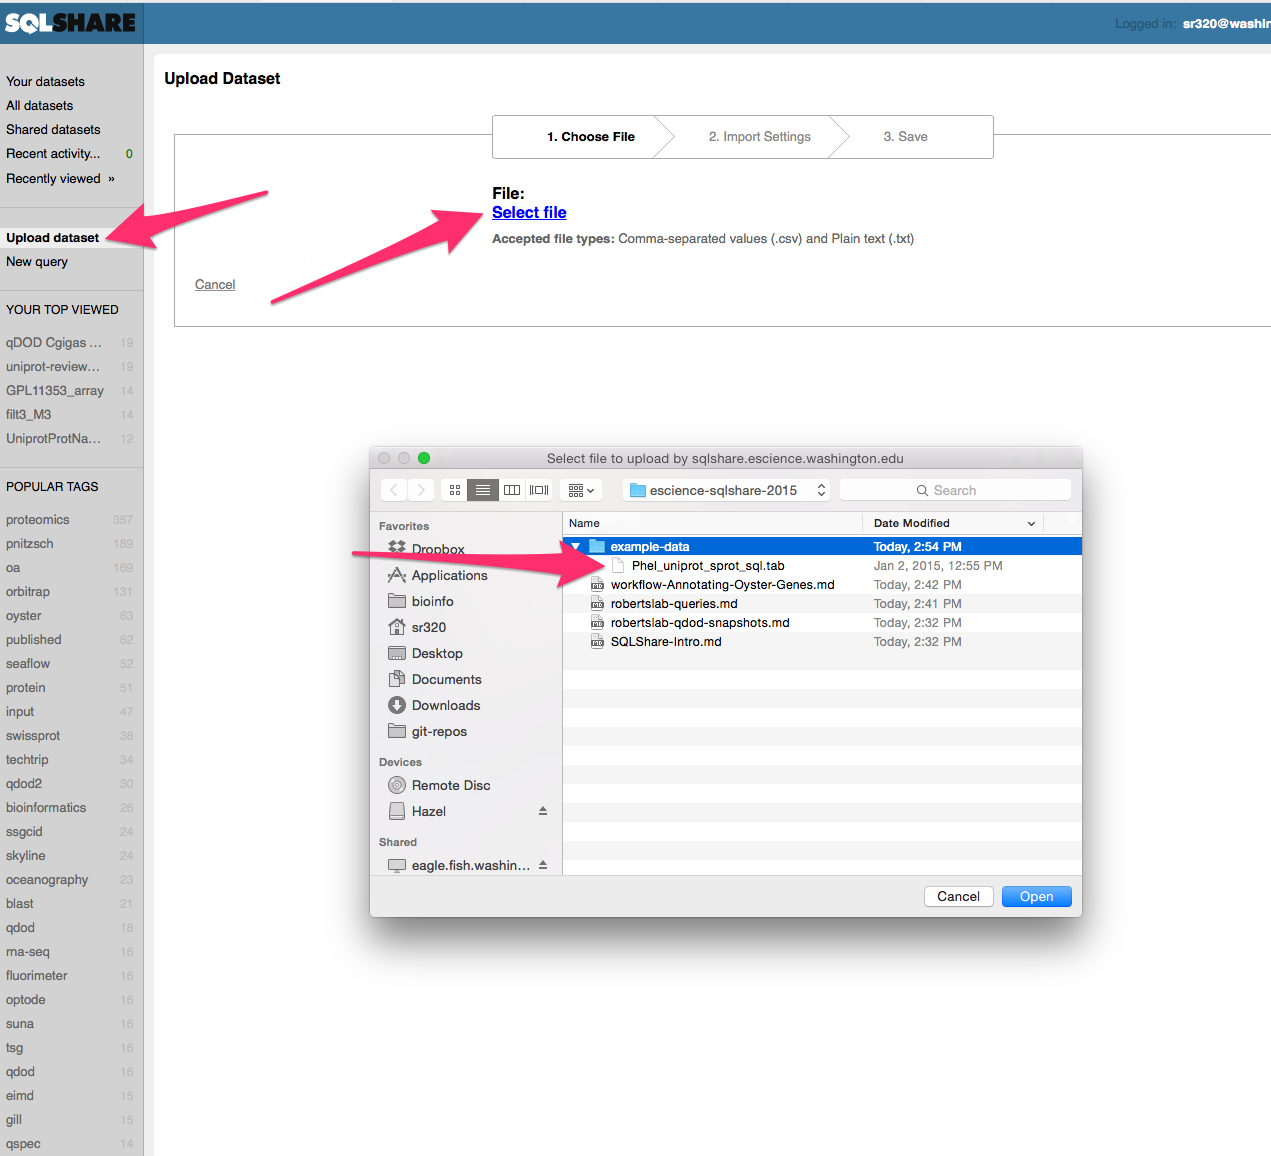 SQLSHARE
Logged in: sr320@washin
Your datasets
All datasets
Shared datasets
Recent activity... 0
Recently viewed »
Upload dataset
New query
YOUR TOP VIEWED
qDOD Cgigas ... 19
uniprot-review... 19
GPL11353_array 14
filt3_M3 14
UniprotProtNa... 12
POPULAR TAGS
proteomics 357
pnitzsch 189
oa 169
orbitrap 131
oyster 63
published 62
seaflow 52
protein 51
input 47
swissprot 38
techtrip 34
qdod2 30
bioinformatics 26
ssgcid 24
skyline 24
oceanography 23
blast 21
qdod 18
rna-seq 16
fluorimeter 16
optode 16
suna 16
tsg 16
qdod 16
eimd 15
gill 15
qspec 14
Upload Dataset
1. Choose File 2. Import Settings 3. Save
File:
Select file
Accepted file types: Comma-separated values (.csv) and Plain text (.txt)
Cancel
Select file to upload by sqlshare.escience.washington.edu
escience-sqlshare-2015 Search
Favorites
Dropbox
Applications
bioinfo
sr320
Desktop
Documents
Downloads
git-repos
Devices
Remote Disc
Hazel
Shared
eagle.fish.washin...
Name Date Modified
example-data Today, 2:54 PM
Phel_uniprot_sprot_sql.tab Jan 2, 2015, 12:55 PM
workflow-Annotating-Oyster-Genes.md Today, 2:42 PM
robertslab-queries.md Today, 2:41 PM
robertslab-qdod-snapshots.md Today, 2:32 PM
SQLShare-Intro.md Today, 2:32 PM
Cancel Open